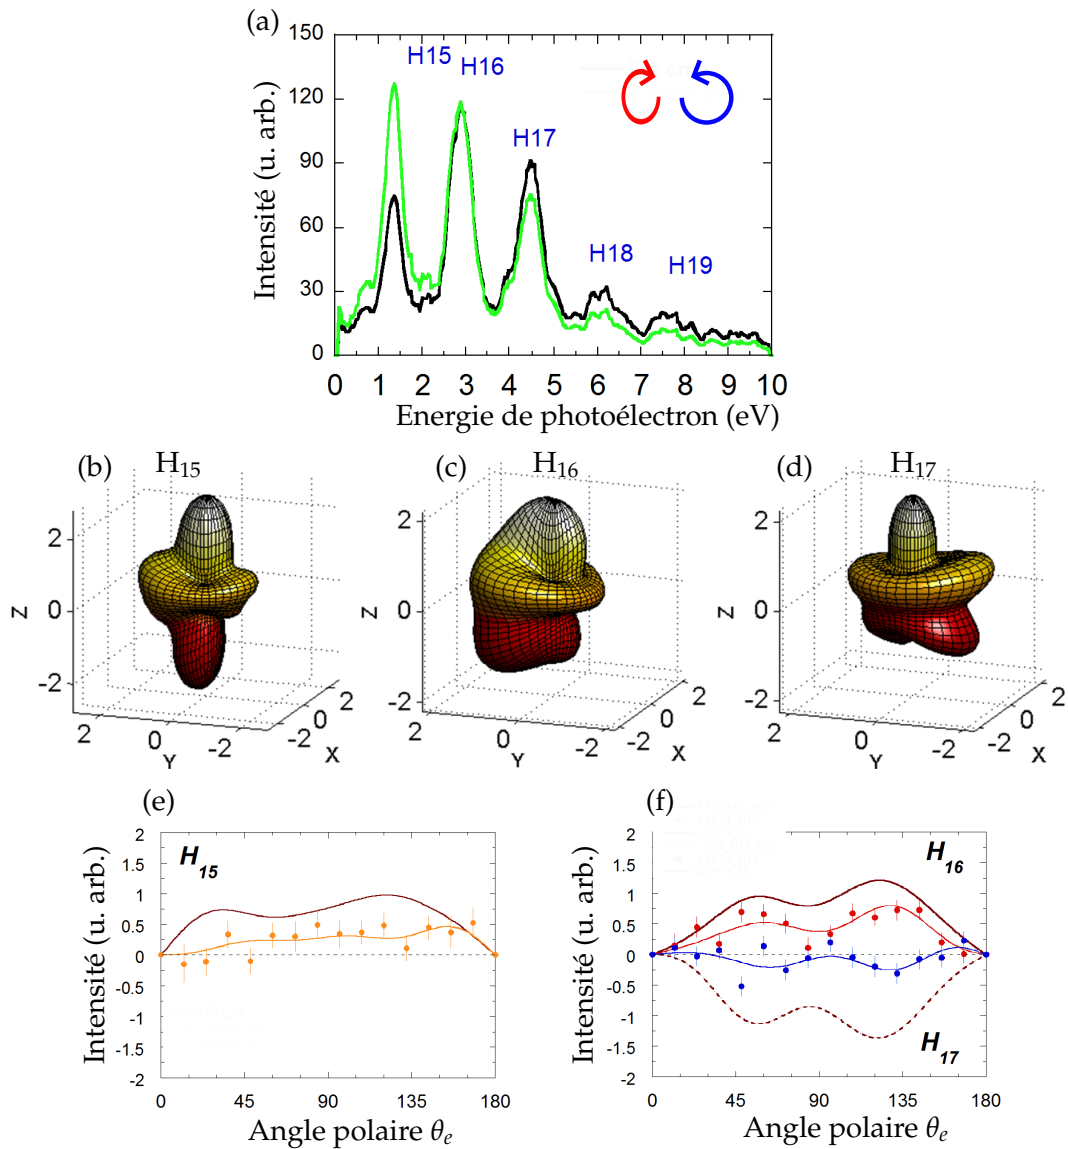 (a)
150
120
90
60
30
0
Intensité (u. arb.)
H15
H16
H17
H18
H19
0 1 2 3 4 5 6 7 8 9 10
Energie de photoélectron (eV)
(b) H15 (c) H16 (d) H17
2
0
-2
Z
2 0 -2
Y
-2 0 2
X
2
0
-2
Z
2 0 -2
Y
-2 0 2
X
2
0
-2
Z
2 0 -2
Y
-2 0 2
X
(e)
2
1.5
1
0.5
0
-0.5
-1
-1.5
-2
Intensité (u. arb.)
H15
0 45 90 135 180
Angle polaire θe
(f)
2
1.5
1
0.5
0
-0.5
-1
-1.5
-2
Intensité (u. arb.)
H16
H17
0 45 90 135 180
Angle polaire θe